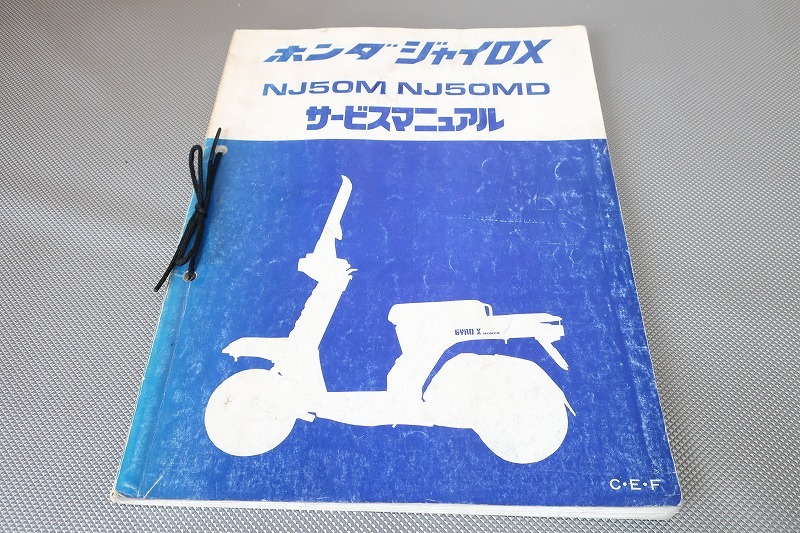 ホンダジャイロX
NJ50M NJ50MD
サービスマニュアル
GYRO X HONDA
C・E・F